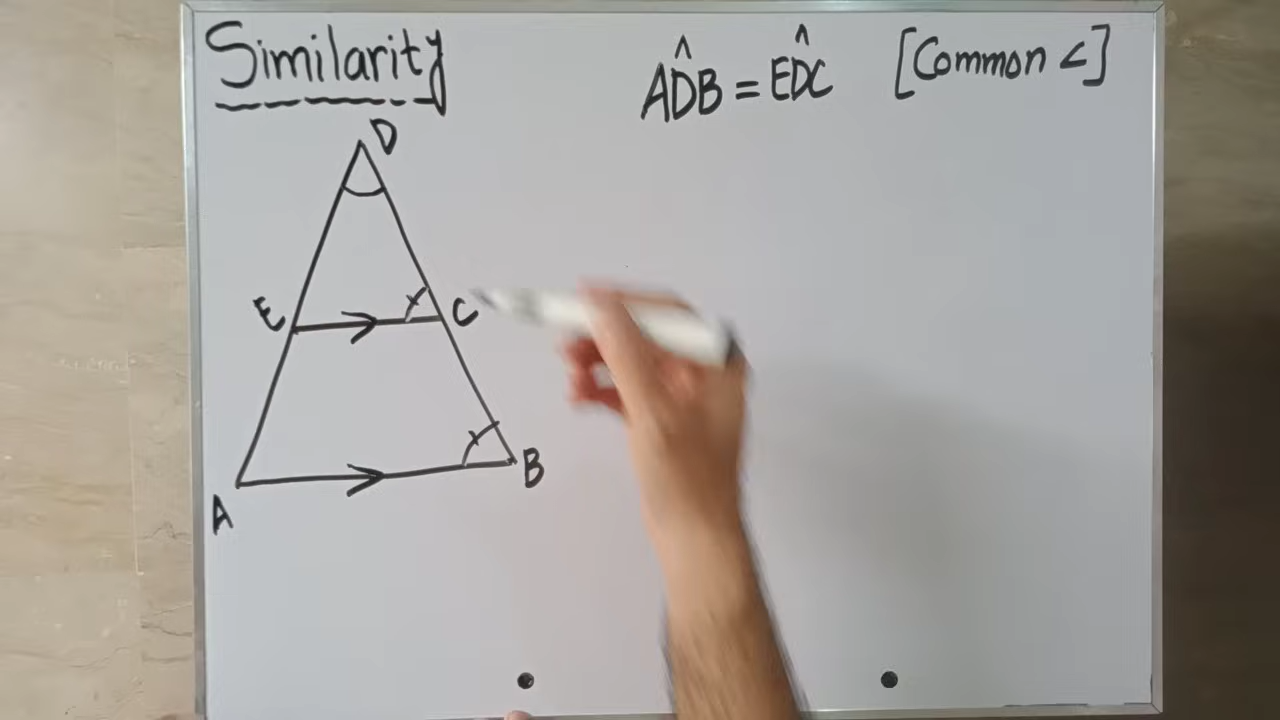 Similarity
AD̂B = ED̂C [Common <]
D
E
C
B
A